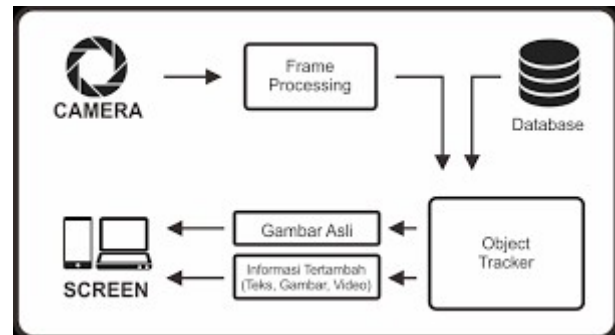 CAMERA
Frame
Processing
Database
Gambar Asli
Informasi Tertambah
(Teks, Gambar, Video)
Object
Tracker
SCREEN